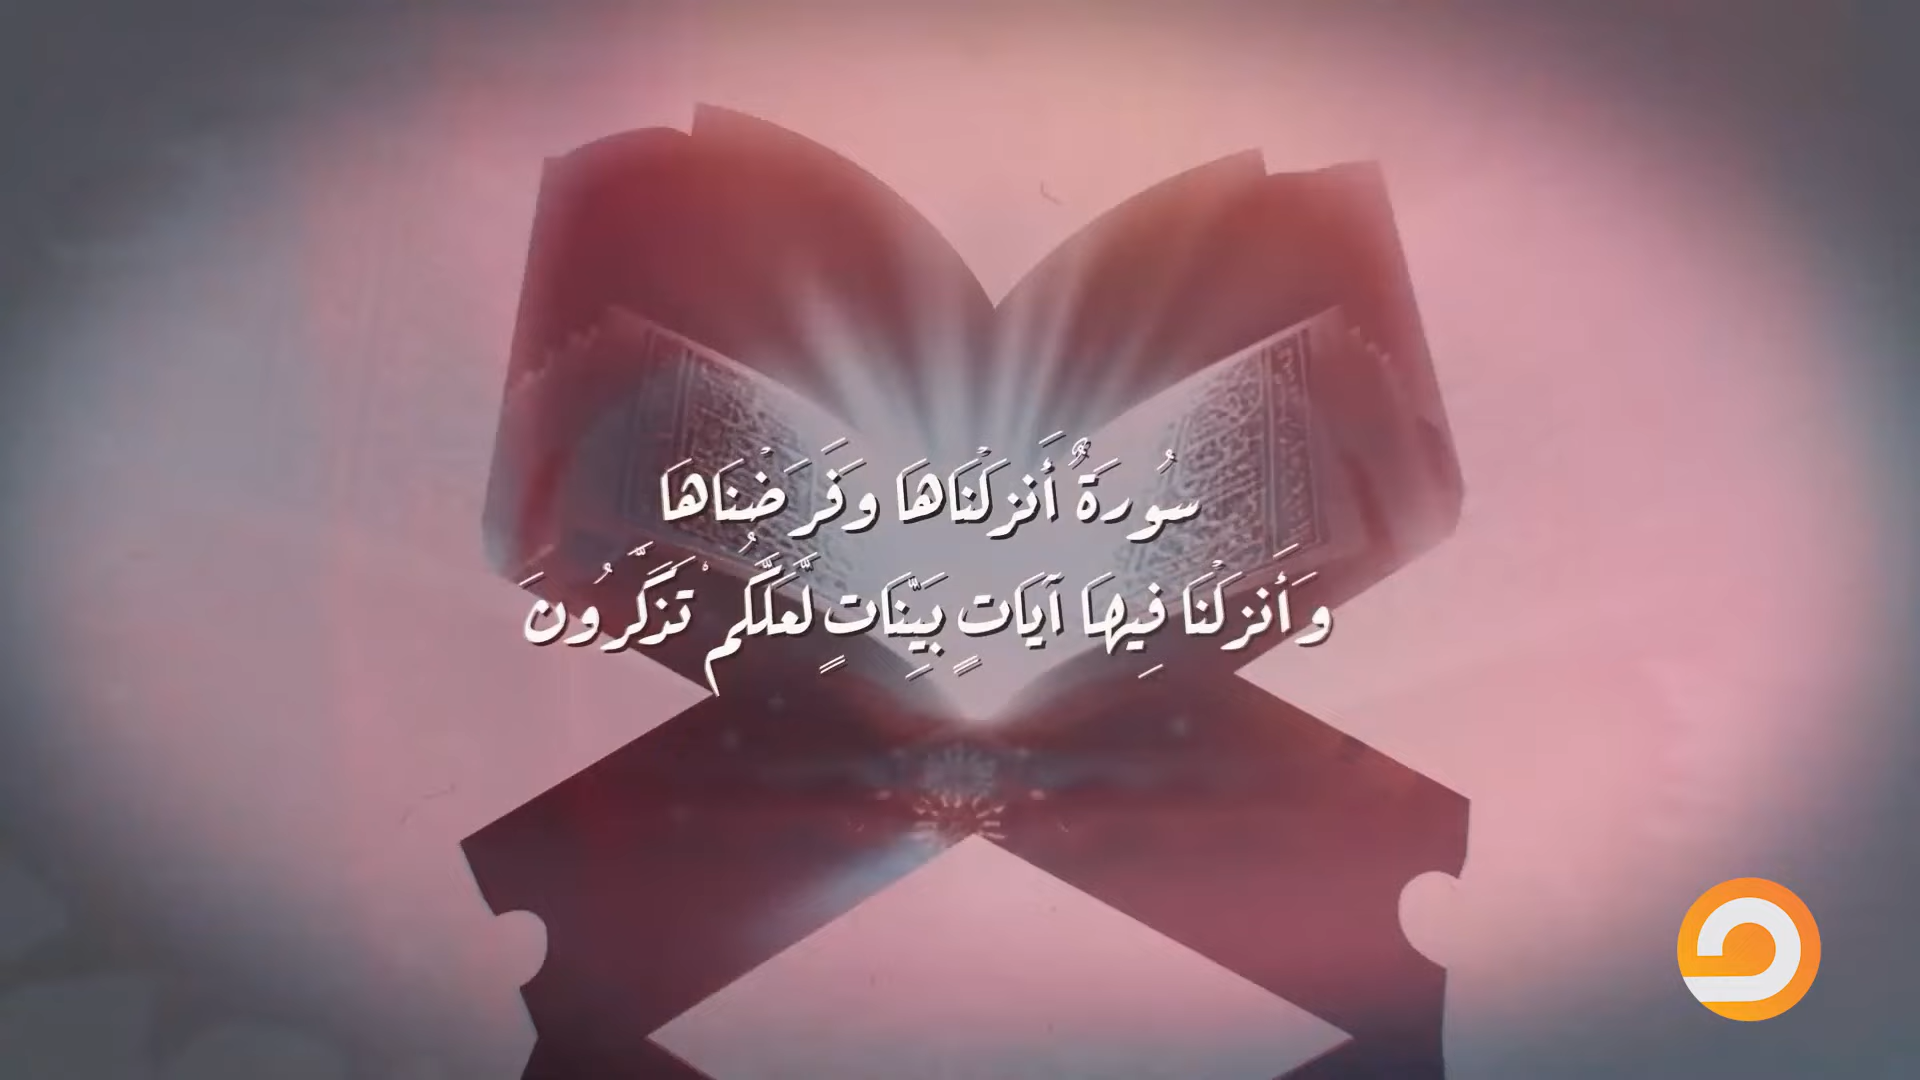 سُورَةٌ أَنزَلْنَاهَا وَفَرَضْنَاهَا
وَأَنزَلْنَا فِيهَا آيَاتٍ بَيِّنَاتٍ لَّعَلَّكُمْ تَذَكَّرُونَ